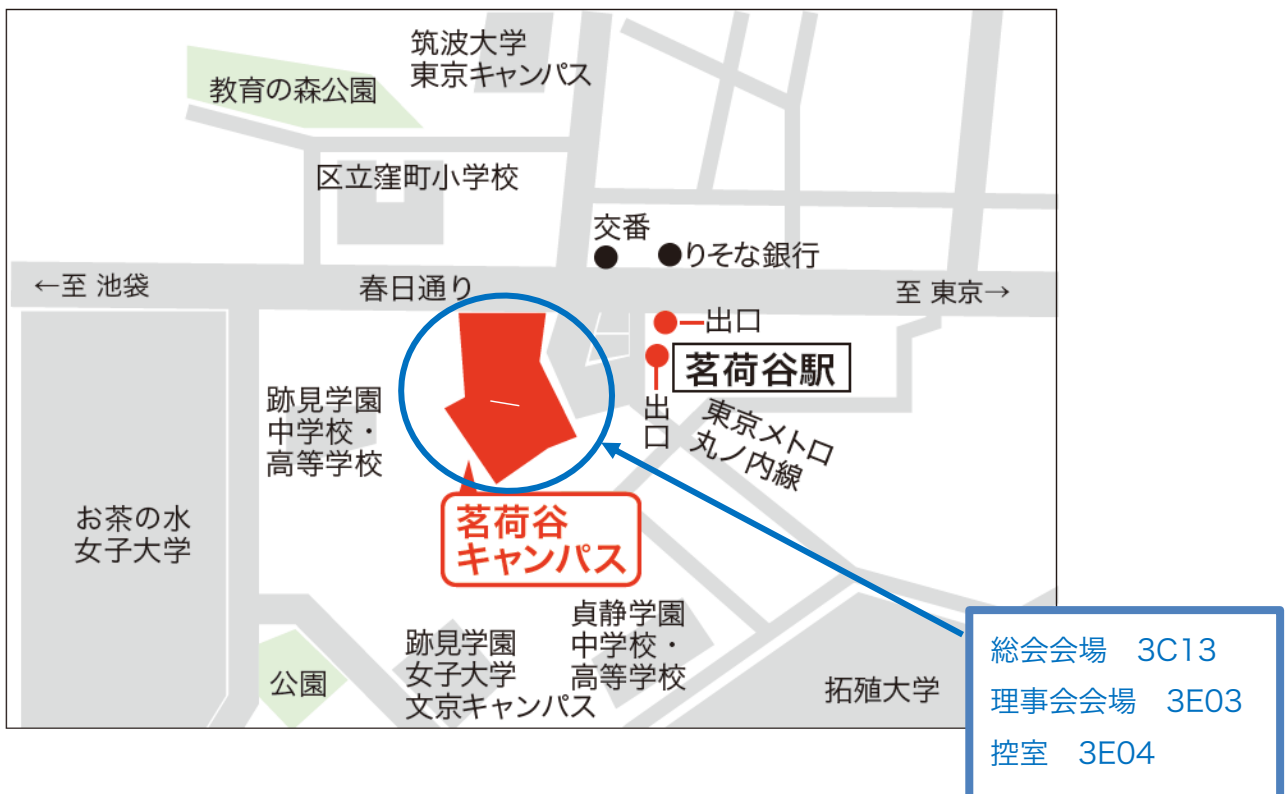 筑波大学
東京キャンパス
教育の森公園
区立窪町小学校
交番
りそな銀行
←至 池袋
春日通り
至 東京→
出口
茗荷谷駅
出口
東京メトロ
丸ノ内線
跡見学園
中学校・
高等学校
お茶の水
女子大学
茗荷谷
キャンパス
貞静学園
中学校・
高等学校
跡見学園
女子大学
文京キャンパス
公園
拓殖大学
総会会場　3C13
理事会会場　3E03
控室　3E04